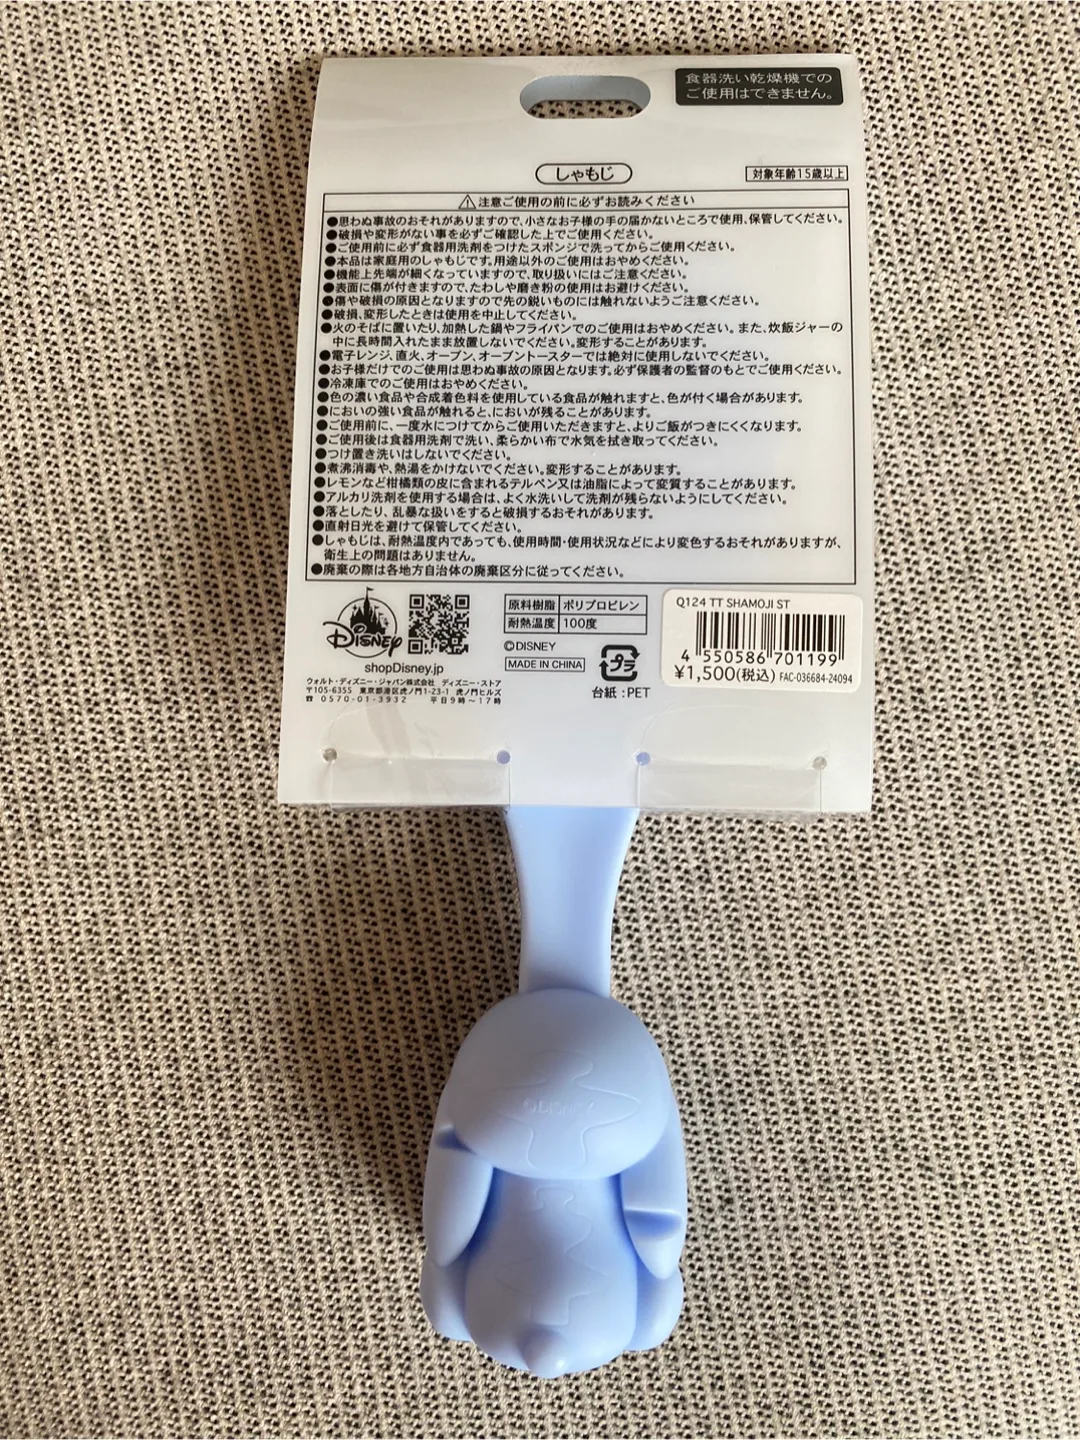 食器洗い乾燥機での
ご使用はできません。
しゃもじ
対象年齢15歳以上
⚠注意ご使用の前に必ずお読みください
●思わぬ事故のおそれがありますので、小さなお子様の手の届かないところで使用、保管してください。
●破損や変形がない事を必ずご確認した上でご使用ください。
●ご使用前に必ず食器用洗剤をつけたスポンジで洗ってからご使用ください。
●本品は家庭用のしゃもじです。用途以外のご使用はおやめください。
●機能上先端が細くなっていますので、取り扱いにはご注意ください。
●表面に傷が付きますので、たわしや磨き粉の使用はお避けください。
●傷や破損の原因となりますので先の鋭いものには触れないようご注意ください。
●破損、変形したときは使用を中止してください。
●火のそばに置いたり、加熱した鍋やフライパンでのご使用はおやめください。また、炊飯ジャーの
中に長時間入れたまま放置しないでください。変形することがあります。
●電子レンジ、直火、オーブン、オーブントースターでは絶対に使用しないでください。
●お子様だけでのご使用は思わぬ事故の原因となります。必ず保護者の監督のもとでご使用ください。
●冷凍庫でのご使用はおやめください。
●色の濃い食品や合成着色料を使用している食品が触れますと、色が付く場合があります。
●においの強い食品が触れると、においが残ることがあります。
●ご使用前に、一度水につけてからご使用いただきますと、よりご飯がつきにくくなります。
●ご使用後は食器用洗剤で洗い、柔らかい布で水気を拭き取ってください。
●つけ置き洗いはしないでください。
●煮沸消毒や、熱湯をかけないでください。変形することがあります。
●レモンなど柑橘類の皮に含まれるテルペン又は油脂によって変質することがあります。
●アルカリ洗剤を使用する場合は、よく水洗いして洗剤が残らないようにしてください。
●落としたり、乱暴な扱いをすると破損するおそれがあります。
●直射日光を避けて保管してください。
●しゃもじは、耐熱温度内であっても、使用時間・使用状況などにより変色するおそれがありますが、
衛生上の問題はありません。
●廃棄の際は各地方自治体の廃棄区分に従ってください。
Disney
shopDisney.jp
ウォルト・ディズニー・ジャパン株式会社 ディズニー・ストア
〒105-6355 東京都港区虎ノ門1-23-1 虎ノ門ヒルズ
☎ 0570-01-3932 平日9時～17時
原料樹脂 ポリプロピレン
耐熱温度 100度
©DISNEY
MADE IN CHINA
プラ
台紙:PET
Q124 TT SHAMOJI ST
4 550586 701199
¥1,500(税込) FAC-036684-24094
©DISNEY